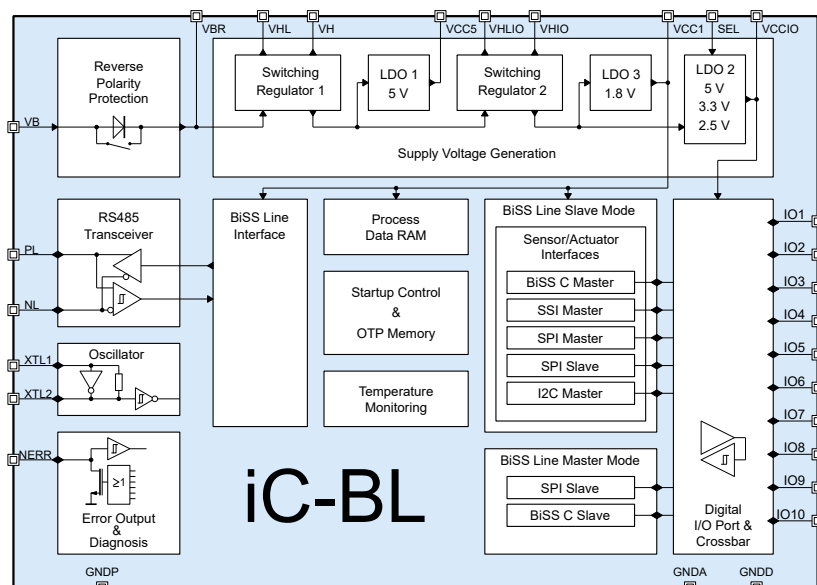 VBR
VHL
VH
VCC5
VHLIO
VHIO
VCC1
SEL
VCCIO
Reverse
Polarity
Protection
VB
Switching
Regulator 1
LDO 1
5 V
Switching
Regulator 2
LDO 3
1.8 V
LDO 2
5 V
3.3 V
2.5 V
Supply Voltage Generation
RS485
Transceiver
PL
NL
BiSS Line
Interface
Process
Data RAM
Startup Control
&
OTP Memory
Temperature
Monitoring
BiSS Line Slave Mode
Sensor/Actuator
Interfaces
BiSS C Master
SSI Master
SPI Master
SPI Slave
I2C Master
IO1
IO2
IO3
IO4
IO5
IO6
IO7
IO8
IO9
IO10
XTL1
XTL2
Oscillator
NERR
≥1
Error Output
&
Diagnosis
iC-BL
BiSS Line Master Mode
SPI Slave
BiSS C Slave
Digital
I/O Port &
Crossbar
GNDP
GNDA
GNDD